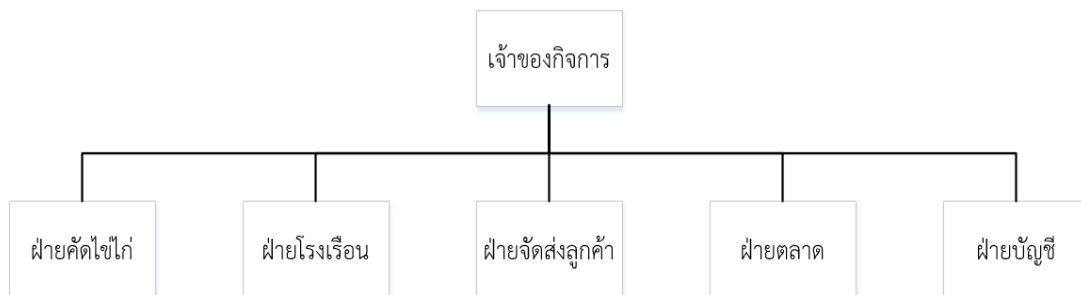 เจ้าของกิจการ
ฝ่ายคัดไข่ไก่
ฝ่ายโรงเรือน
ฝ่ายจัดส่งลูกค้า
ฝ่ายตลาด
ฝ่ายบัญชี